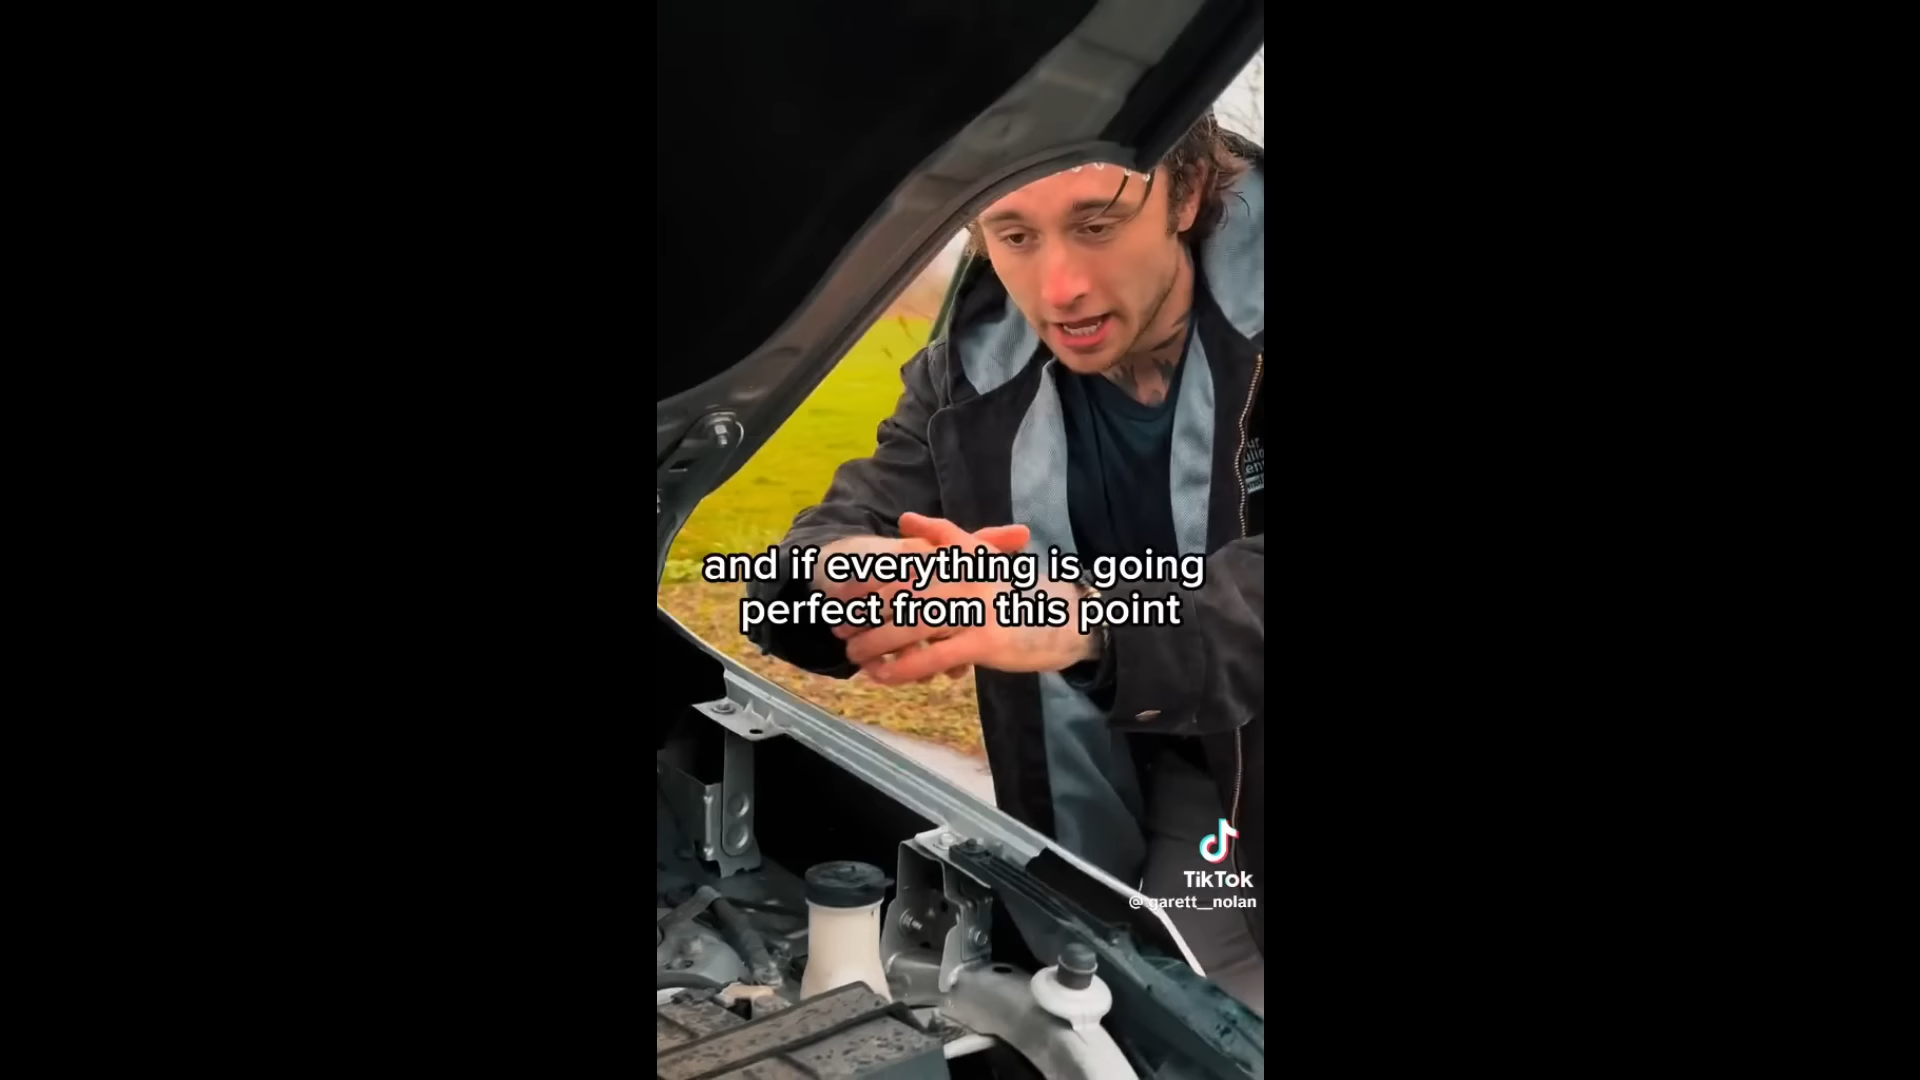 and if everything is going
perfect from this point
TikTok
@garett__nolan